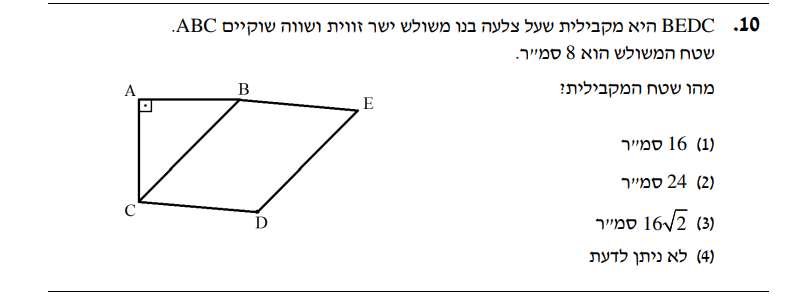 10. BEDC היא מקבילית שעל צלעה בנו משולש ישר זווית ושווה שוקיים ABC.
שטח המשולש הוא 8 סמ״ר.
מהו שטח המקבילית?
A
B
E
C
D
(1) 16 סמ״ר
(2) 24 סמ״ר
(3) 16√2 סמ״ר
(4) לא ניתן לדעת